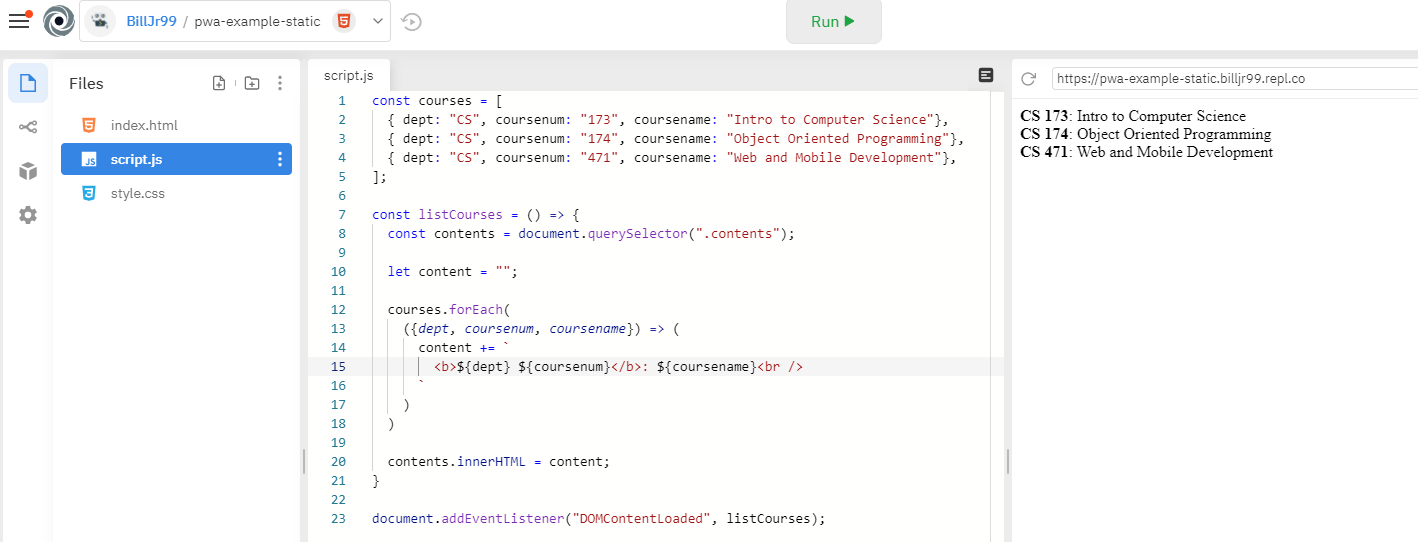 BillJr99 / pwa-example-static
Run
Files
index.html
script.js
style.css
script.js
1 const courses = [
2 { dept: "CS", coursenum: "173", coursename: "Intro to Computer Science"},
3 { dept: "CS", coursenum: "174", coursename: "Object Oriented Programming"},
4 { dept: "CS", coursenum: "471", coursename: "Web and Mobile Development"},
5 ];
6
7 const listCourses = () => {
8 const contents = document.querySelector(".contents");
9
10 let content = "";
11
12 courses.forEach(
13 ({dept, coursenum, coursename}) => (
14 content += `
15 <b>${dept} ${coursenum}</b>: ${coursename}<br />
16 `
17 )
18 )
19
20 contents.innerHTML = content;
21 }
22
23 document.addEventListener("DOMContentLoaded", listCourses);
https://pwa-example-static.billjr99.repl.co
CS 173: Intro to Computer Science
CS 174: Object Oriented Programming
CS 471: Web and Mobile Development